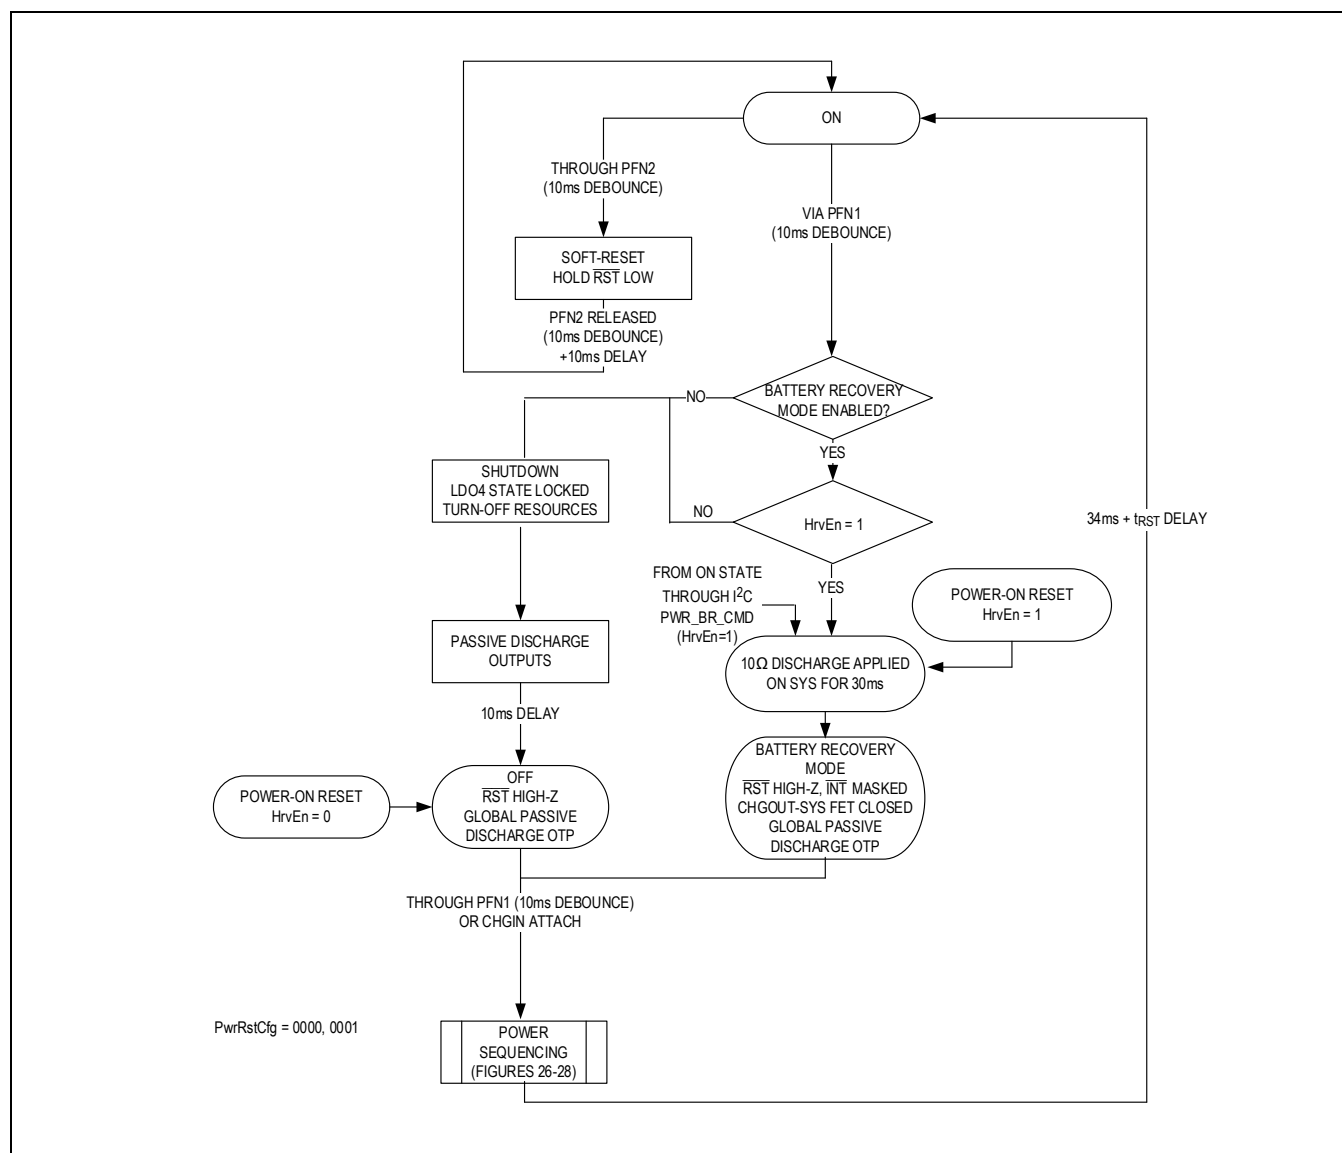 ON
THROUGH PFN2
(10ms DEBOUNCE)
VIA PFN1
(10ms DEBOUNCE)
SOFT-RESET
HOLD R̅S̅T̅ LOW
PFN2 RELEASED
(10ms DEBOUNCE)
+10ms DELAY
BATTERY RECOVERY
MODE ENABLED?
NO
YES
SHUTDOWN
LDO4 STATE LOCKED
TURN-OFF RESOURCES
NO
HrvEn = 1
34ms + tRST DELAY
YES
FROM ON STATE
THROUGH I²C
PWR_BR_CMD
(HrvEn=1)
POWER-ON RESET
HrvEn = 1
PASSIVE DISCHARGE
OUTPUTS
10Ω DISCHARGE APPLIED
ON SYS FOR 30ms
10ms DELAY
BATTERY RECOVERY
MODE
R̅S̅T̅ HIGH-Z, I̅N̅T̅ MASKED
CHGOUT-SYS FET CLOSED
GLOBAL PASSIVE
DISCHARGE OTP
POWER-ON RESET
HrvEn = 0
OFF
R̅S̅T̅ HIGH-Z
GLOBAL PASSIVE
DISCHARGE OTP
THROUGH PFN1 (10ms DEBOUNCE)
OR CHGIN ATTACH
PwrRstCfg = 0000, 0001
POWER
SEQUENCING
(FIGURES 26-28)